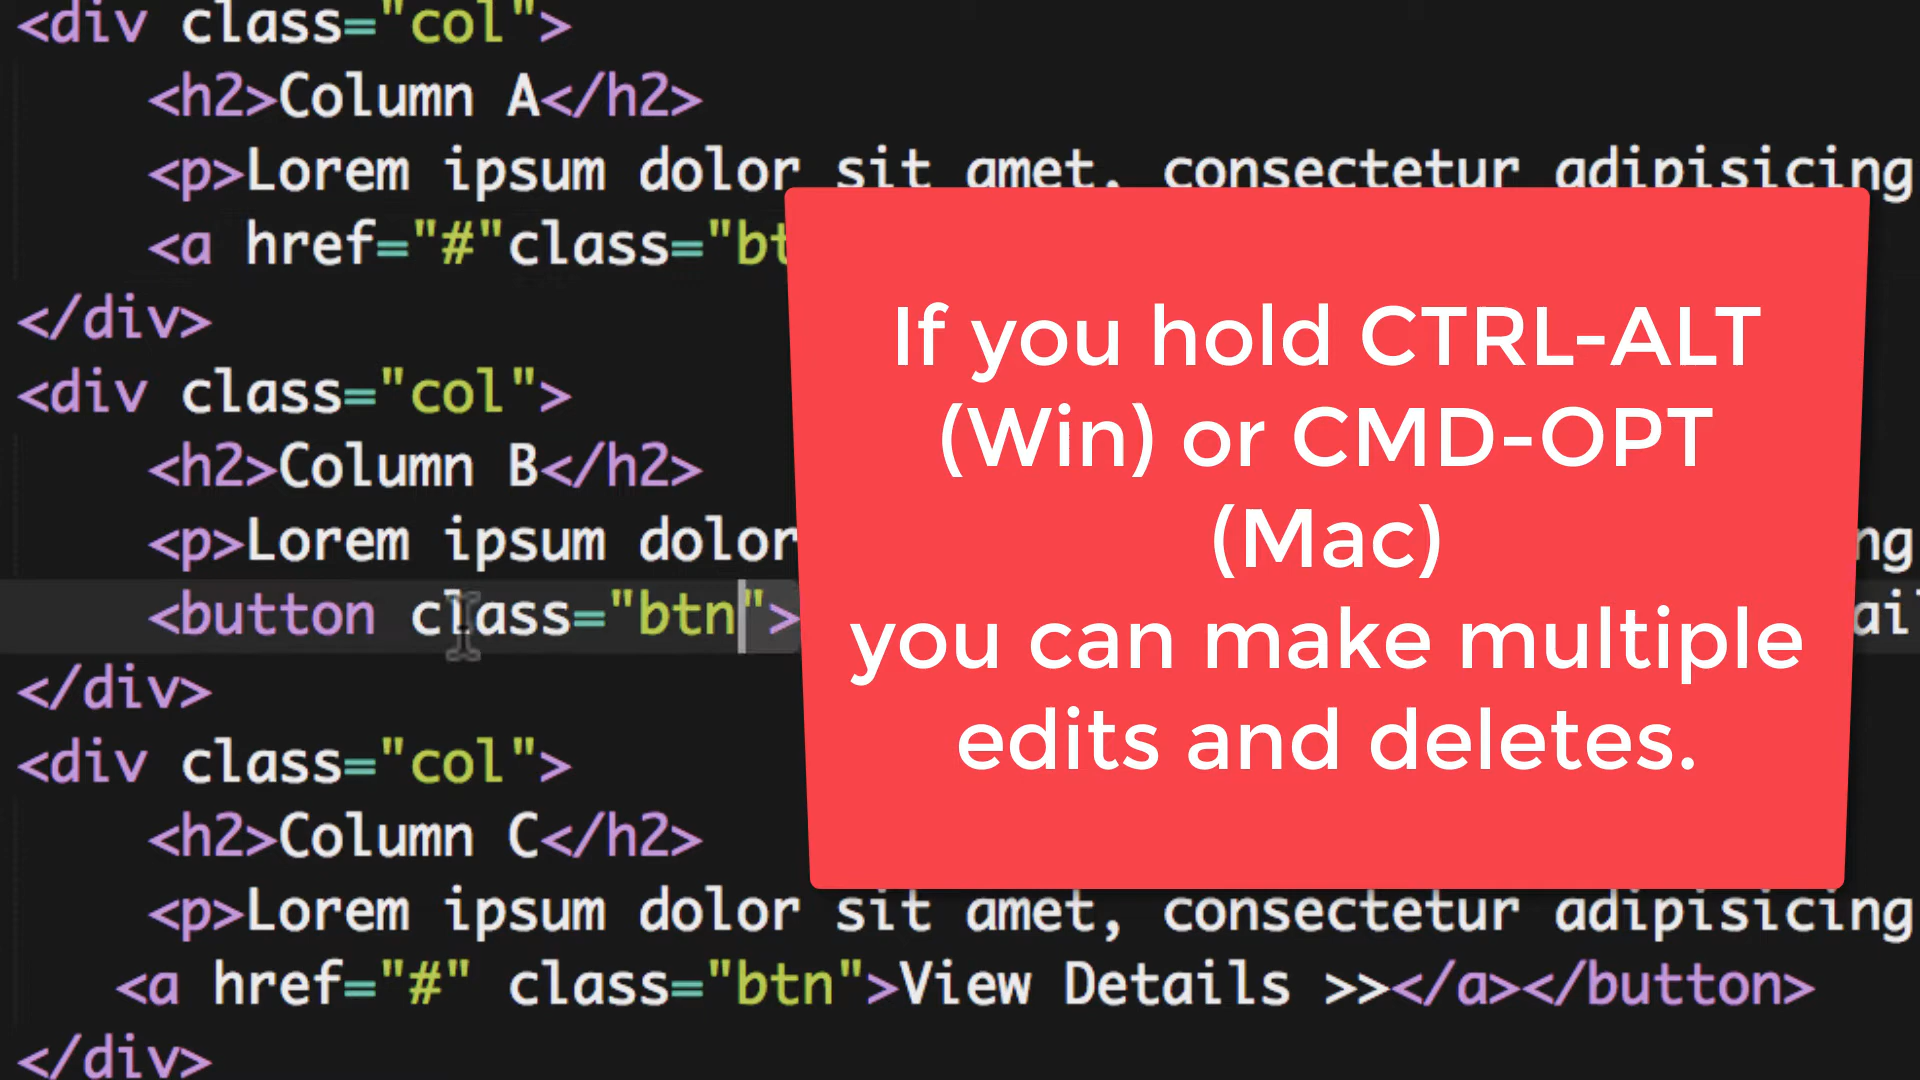 <div class="col">
<h2>Column A</h2>
<p>Lorem ipsum dolor sit amet, consectetur adipisicing
<a href="#"class="bt
</div>
<div class="col">
<h2>Column B</h2>
<p>Lorem ipsum dolor
<button class="btn">
</div>
<div class="col">
<h2>Column C</h2>
<p>Lorem ipsum dolor sit amet, consectetur adipisicing
<a href="#" class="btn">View Details >></a></button>
</div>
If you hold CTRL-ALT
(Win) or CMD-OPT
(Mac)
you can make multiple
edits and deletes.